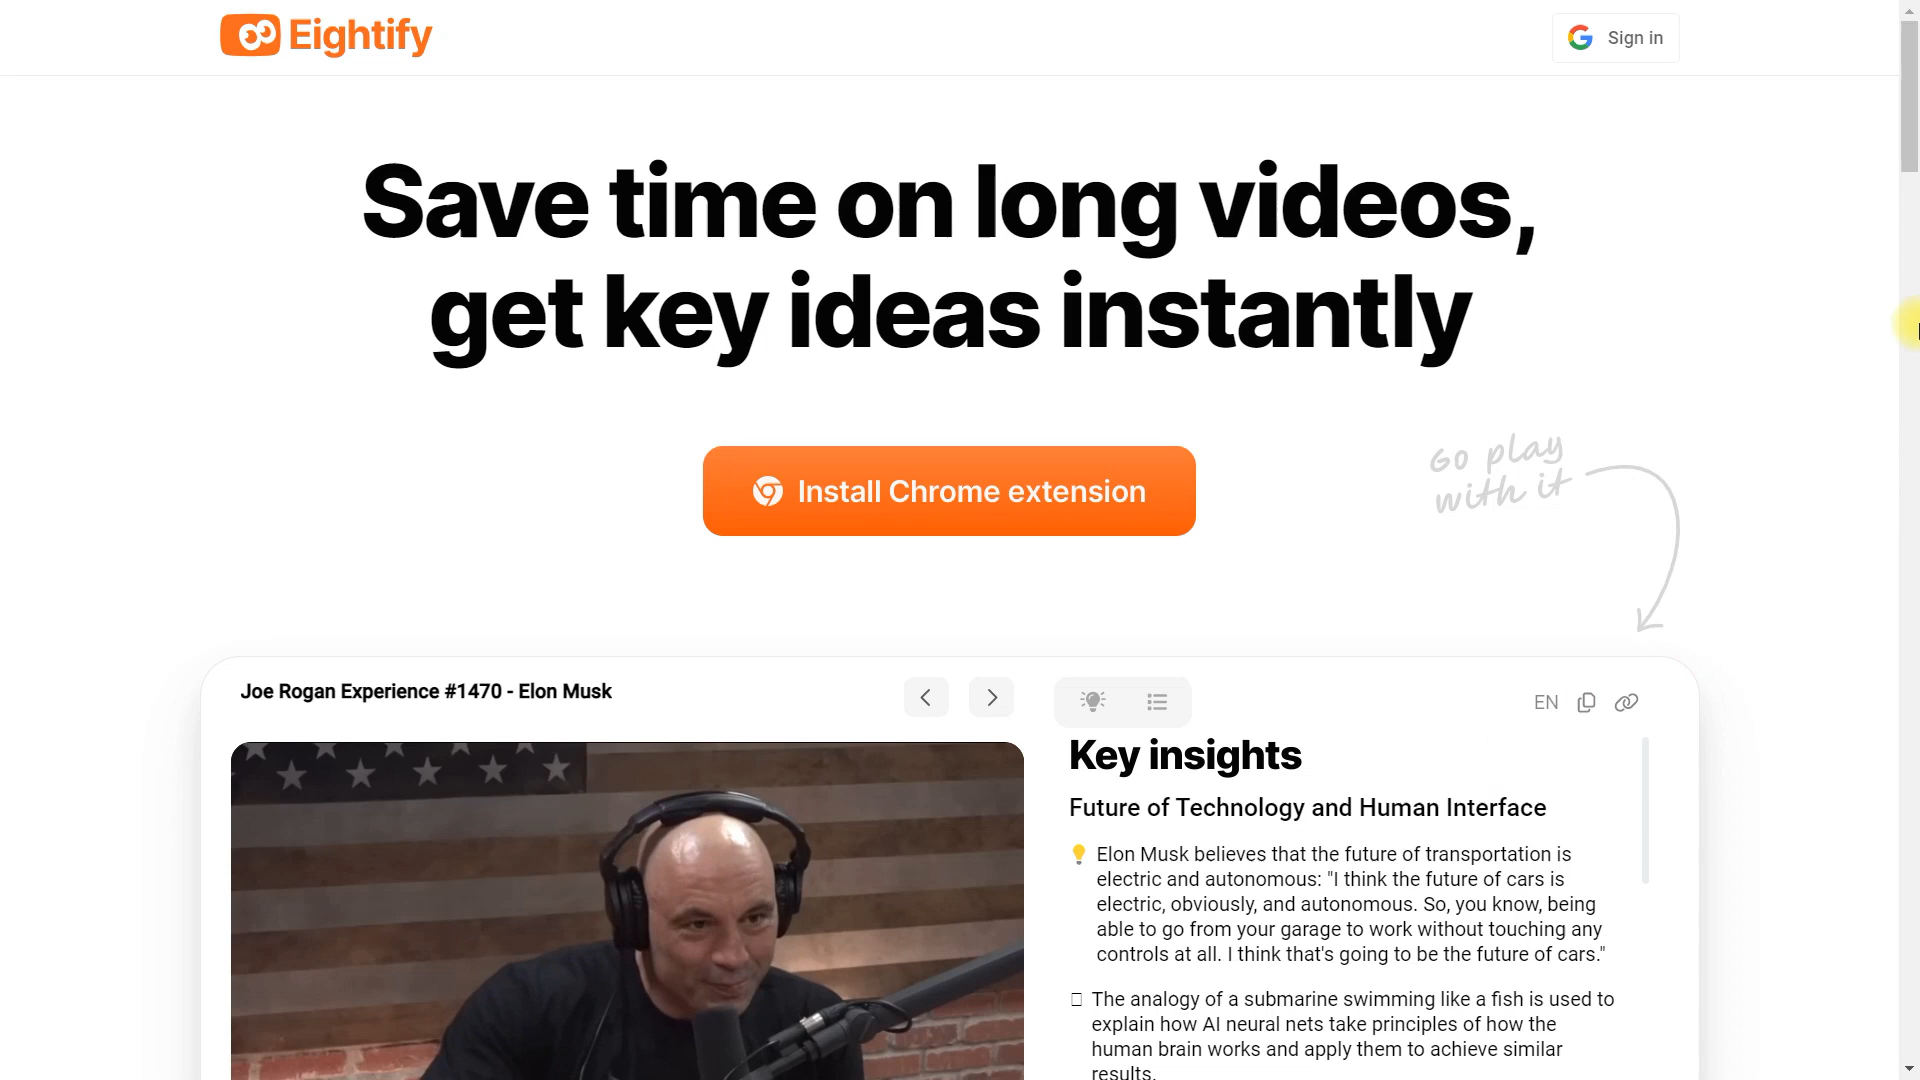 Eightify
Sign in
Save time on long videos,
get key ideas instantly
Install Chrome extension
Go play
with it
Joe Rogan Experience #1470 - Elon Musk
EN
Key insights
Future of Technology and Human Interface
Elon Musk believes that the future of transportation is
electric and autonomous: "I think the future of cars is
electric, obviously, and autonomous. So, you know, being
able to go from your garage to work without touching any
controls at all. I think that's going to be the future of cars."
The analogy of a submarine swimming like a fish is used to
explain how AI neural nets take principles of how the
human brain works and apply them to achieve similar
results.